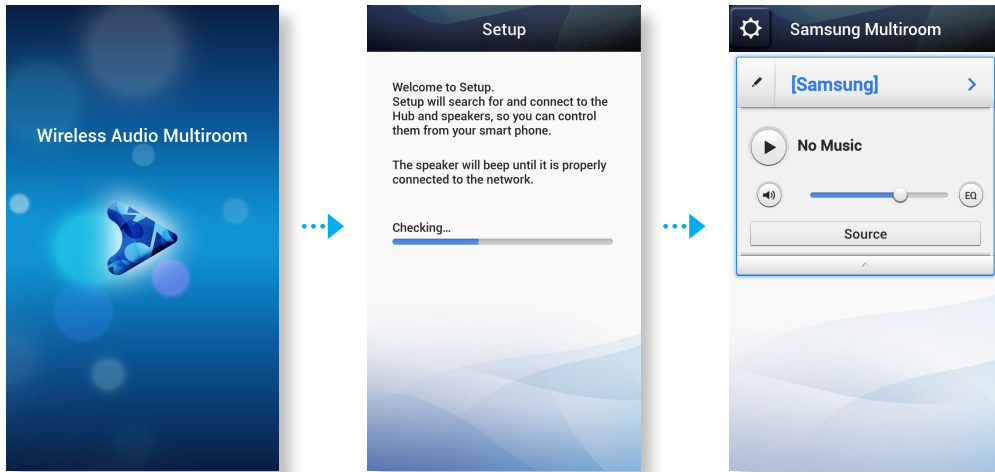 Wireless Audio Multiroom
Setup
Welcome to Setup.
Setup will search for and connect to the
Hub and speakers, so you can control
them from your smart phone.
The speaker will beep until it is properly
connected to the network.
Checking...
Samsung Multiroom
[Samsung]
No Music
EQ
Source